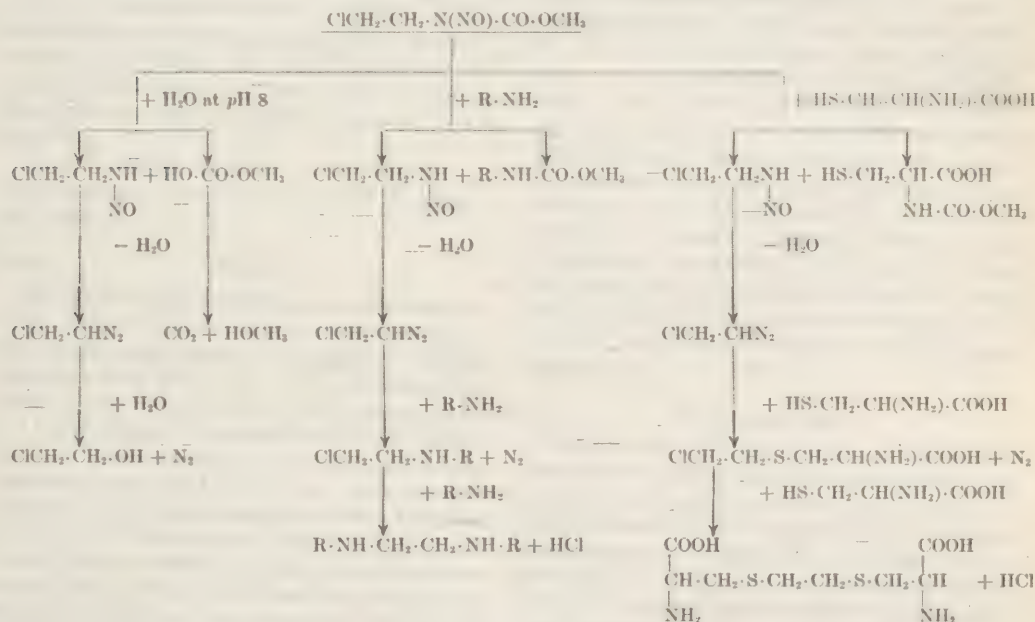 ClCH₂·CH₂·N(NO)·CO·OCH₃
+ H₂O at pH 8 + R·NH₂ + HS·CH₂·CH(NH₂)·COOH
ClCH₂·CH₂NH + HO·CO·OCH₃ ClCH₂·CH₂·NH + R·NH·CO·OCH₃ ClCH₂·CH₂NH + HS·CH₂·CH·COOH
NO NO NO NH·CO·OCH₃
− H₂O − H₂O − H₂O
ClCH₂·CHN₂ CO₂ + HOCH₃ ClCH₂·CHN₂ ClCH₂·CHN₂
+ H₂O + R·NH₂ + HS·CH₂·CH(NH₂)·COOH
ClCH₂·CH₂·OH + N₂ ClCH₂·CH₂·NH·R + N₂ ClCH₂·CH₂·S·CH₂·CH(NH₂)·COOH + N₂
+ R·NH₂ + HS·CH₂·CH(NH₂)·COOH
R·NH·CH₂·CH₂·NH·R + HCl COOH COOH
CH·CH₂·S·CH₂·CH₂·S·CH₂·CH + HCl
NH₂ NH₂